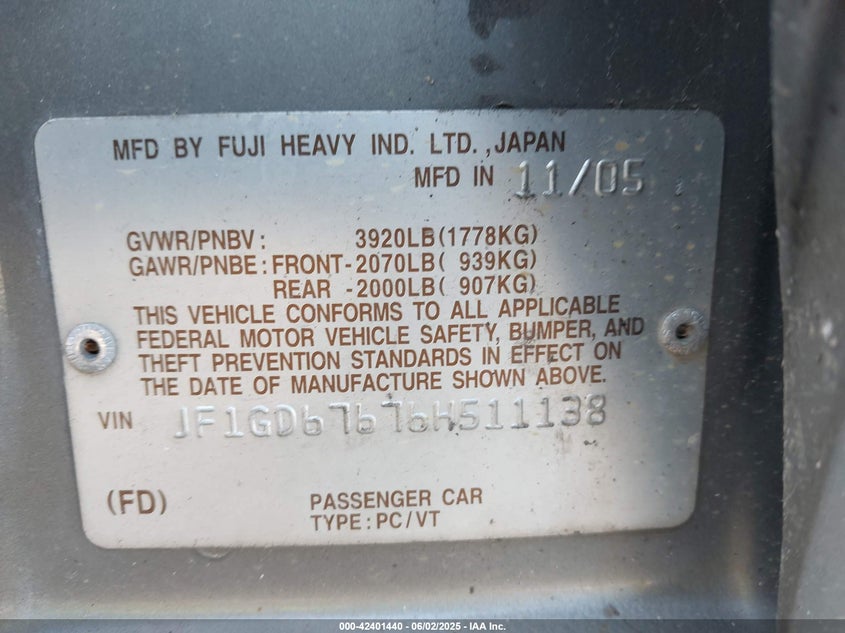 MFD BY FUJI HEAVY IND. LTD., JAPAN
MFD IN 11/05
GVWR/PNBV: 3920LB(1778KG)
GAWR/PNBE: FRONT-2070LB( 939KG)
REAR -2000LB( 907KG)
THIS VEHICLE CONFORMS TO ALL APPLICABLE
FEDERAL MOTOR VEHICLE SAFETY, BUMPER, AND
THEFT PREVENTION STANDARDS IN EFFECT ON
THE DATE OF MANUFACTURE SHOWN ABOVE.
VIN JF1GD67676H511138
(FD) PASSENGER CAR
TYPE: PC/VT
000-42401440 - 06/02/2025 - IAA Inc.